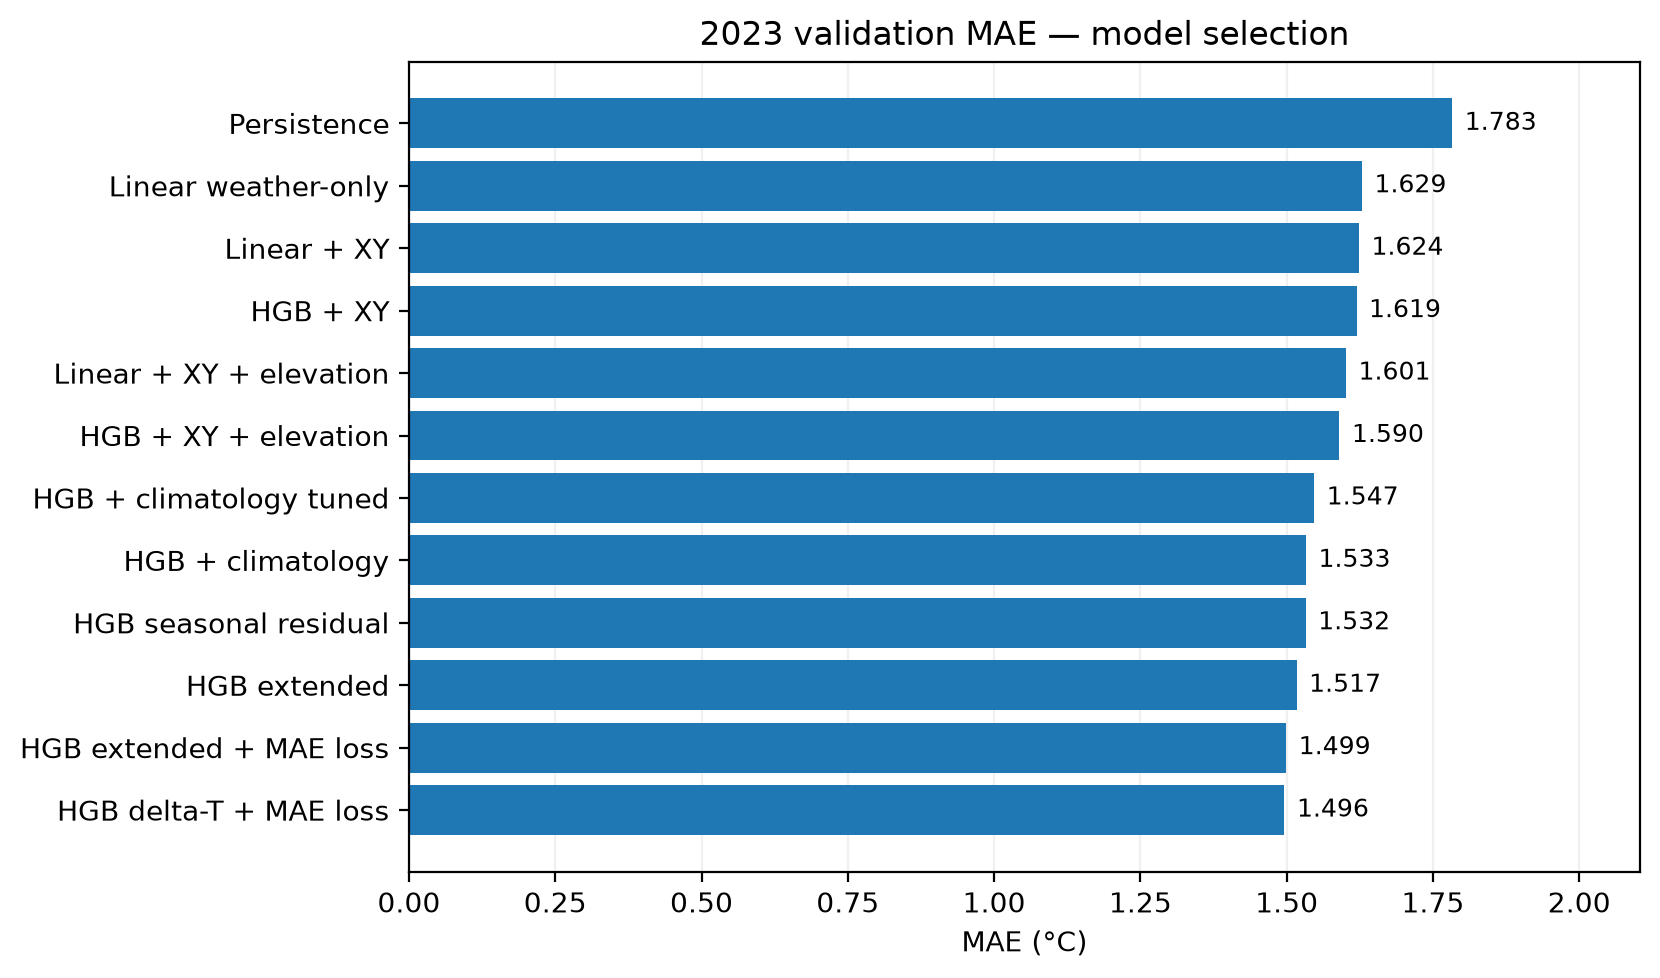 2023 validation MAE — model selection
Persistence 1.783
Linear weather-only 1.629
Linear + XY 1.624
HGB + XY 1.619
Linear + XY + elevation 1.601
HGB + XY + elevation 1.590
HGB + climatology tuned 1.547
HGB + climatology 1.533
HGB seasonal residual 1.532
HGB extended 1.517
HGB extended + MAE loss 1.499
HGB delta-T + MAE loss 1.496
0.00 0.25 0.50 0.75 1.00 1.25 1.50 1.75 2.00
MAE (°C)